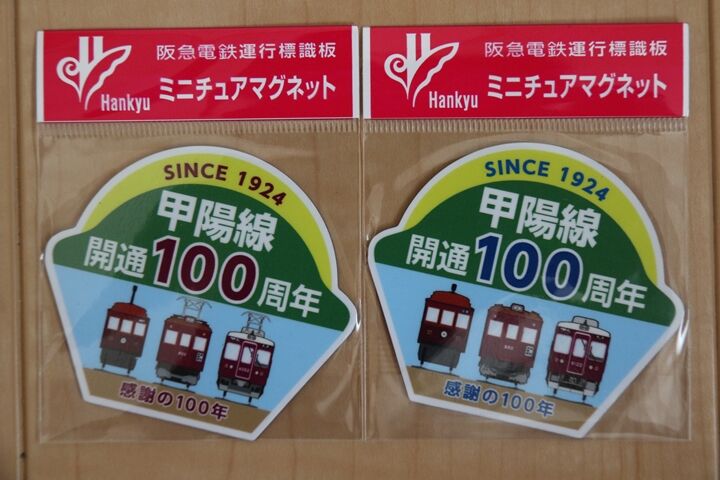 阪急電鉄運行標識板
Hankyu ミニチュアマグネット
SINCE 1924
甲陽線
開通100周年
感謝の100年
阪急電鉄運行標識板
Hankyu ミニチュアマグネット
SINCE 1924
甲陽線
開通100周年
感謝の100年